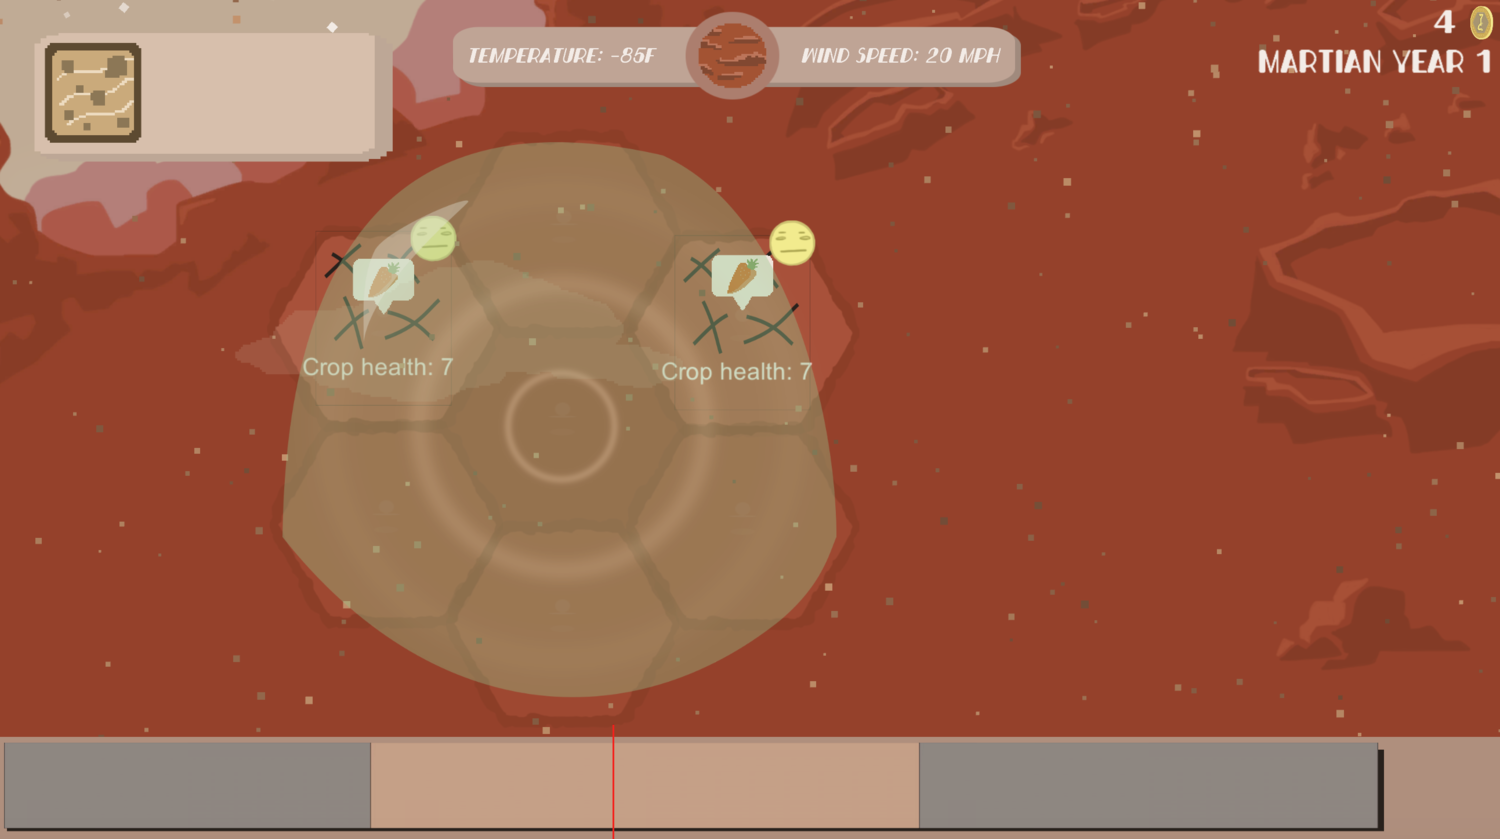 TEMPERATURE: -85F
WIND SPEED: 20 MPH
4
MARTIAN YEAR 1
Crop health: 7
Crop health: 7